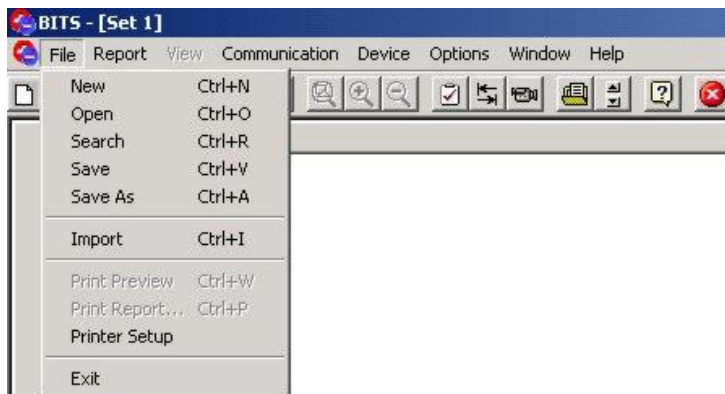 BITS - [Set 1]
File Report View Communication Device Options Window Help
New Ctrl+N
Open Ctrl+O
Search Ctrl+R
Save Ctrl+V
Save As Ctrl+A
Import Ctrl+I
Print Preview Ctrl+W
Print Report... Ctrl+P
Printer Setup
Exit